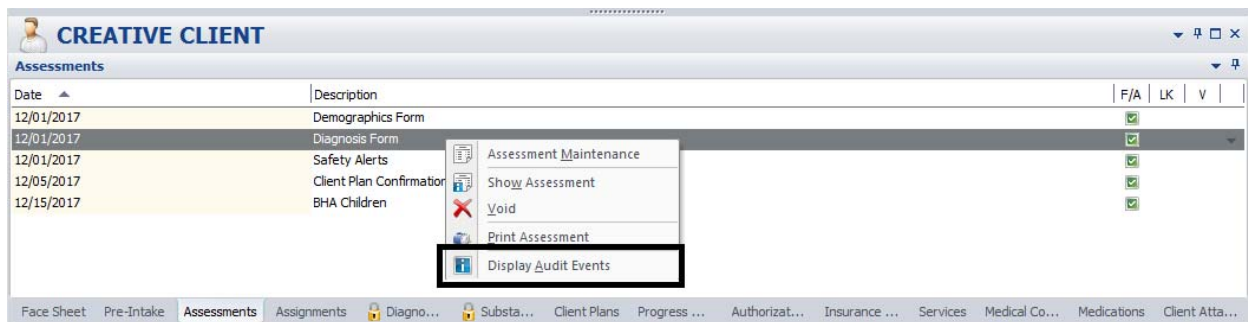 CREATIVE CLIENT
Assessments
Date Description F/A LK V
12/01/2017 Demographics Form
12/01/2017 Diagnosis Form
12/01/2017 Safety Alerts
12/05/2017 Client Plan Confirmation
12/15/2017 BHA Children
Assessment Maintenance
Show Assessment
Void
Print Assessment
Display Audit Events
Face Sheet Pre-Intake Assessments Assignments Diagno... Substa... Client Plans Progress ... Authorizat... Insurance ... Services Medical Co... Medications Client Atta...